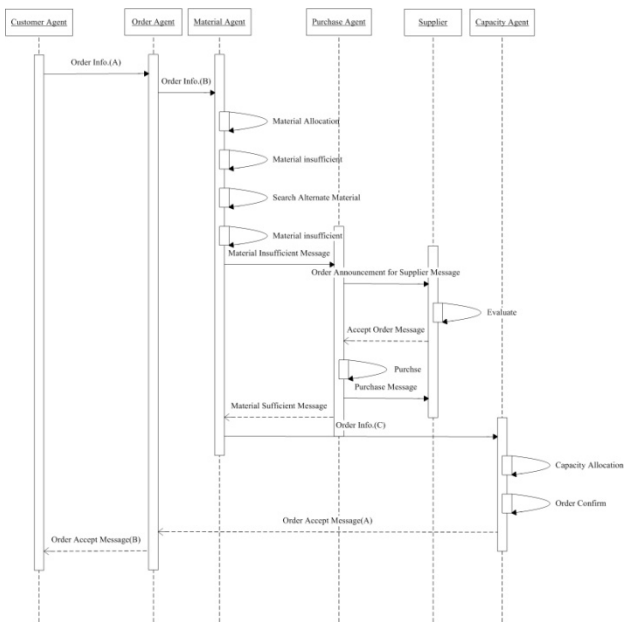 Customer Agent
Order Agent
Material Agent
Purchase Agent
Supplier
Capacity Agent
Order Info.(A)
Order Info.(B)
Material Allocation
Material insufficient
Search Alternate Material
Material insufficient
Material Insufficient Message
Order Announcement for Supplier Message
Evaluate
Accept Order Message
Purchse
Purchase Message
Material Sufficient Message
Order Info.(C)
Capacity Allocation
Order Confirm
Order Accept Message(A)
Order Accept Message(B)